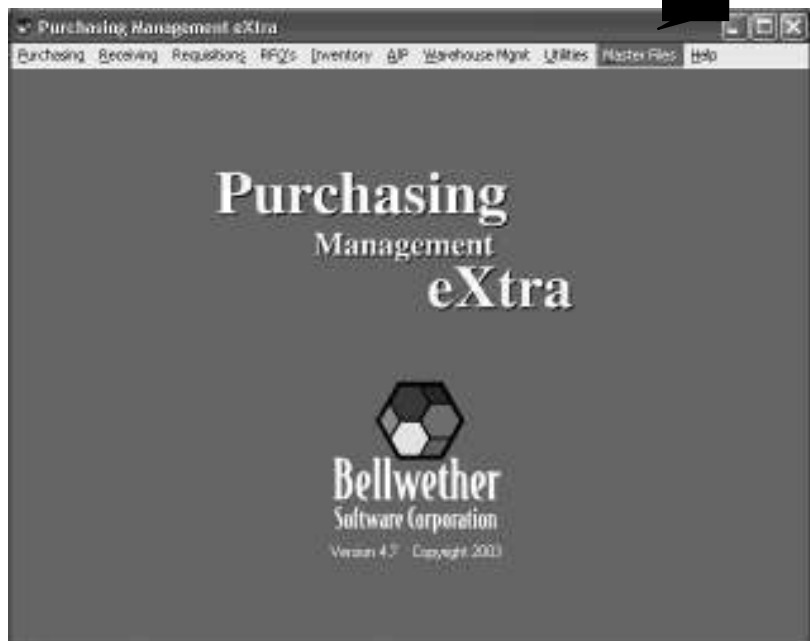 Purchasing Management eXtra
Purchasing Receiving Requisitions RFQ's Inventory A/P Warehouse Mgmt Utilities Master Files Help
Purchasing
Management
eXtra
Bellwether
Software Corporation
Version 4.7 Copyright 2003